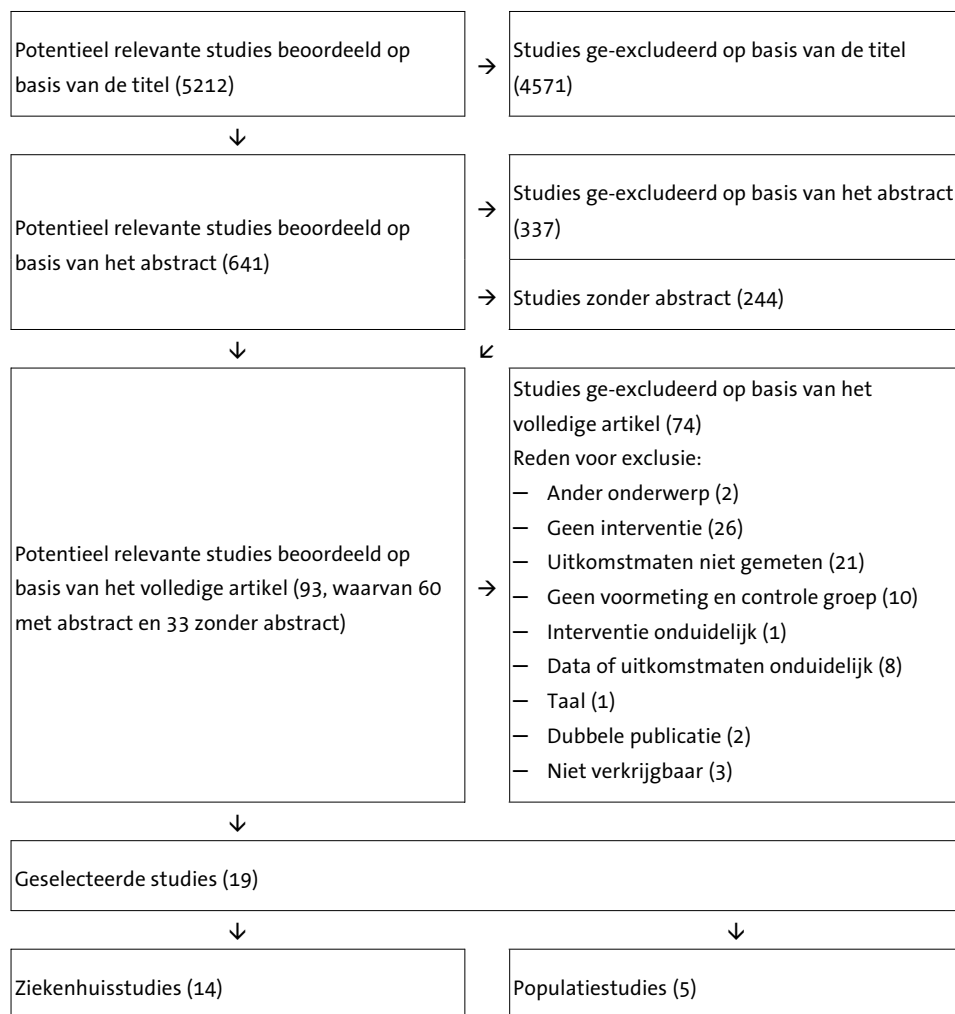 Potentieel relevante studies beoordeeld op
basis van de titel (5212)
→
Studies ge-excludeerd op basis van de titel
(4571)
↓
Potentieel relevante studies beoordeeld op
basis van het abstract (641)
→
Studies ge-excludeerd op basis van het abstract
(337)
→
Studies zonder abstract (244)
↓
↙
Potentieel relevante studies beoordeeld op
basis van het volledige artikel (93, waarvan 60
met abstract en 33 zonder abstract)
→
Studies ge-excludeerd op basis van het
volledige artikel (74)
Reden voor exclusie:
– Ander onderwerp (2)
– Geen interventie (26)
– Uitkomstmaten niet gemeten (21)
– Geen voormeting en controle groep (10)
– Interventie onduidelijk (1)
– Data of uitkomstmaten onduidelijk (8)
– Taal (1)
– Dubbele publicatie (2)
– Niet verkrijgbaar (3)
↓
Geselecteerde studies (19)
↓
↓
Ziekenhuisstudies (14)
Populatiestudies (5)